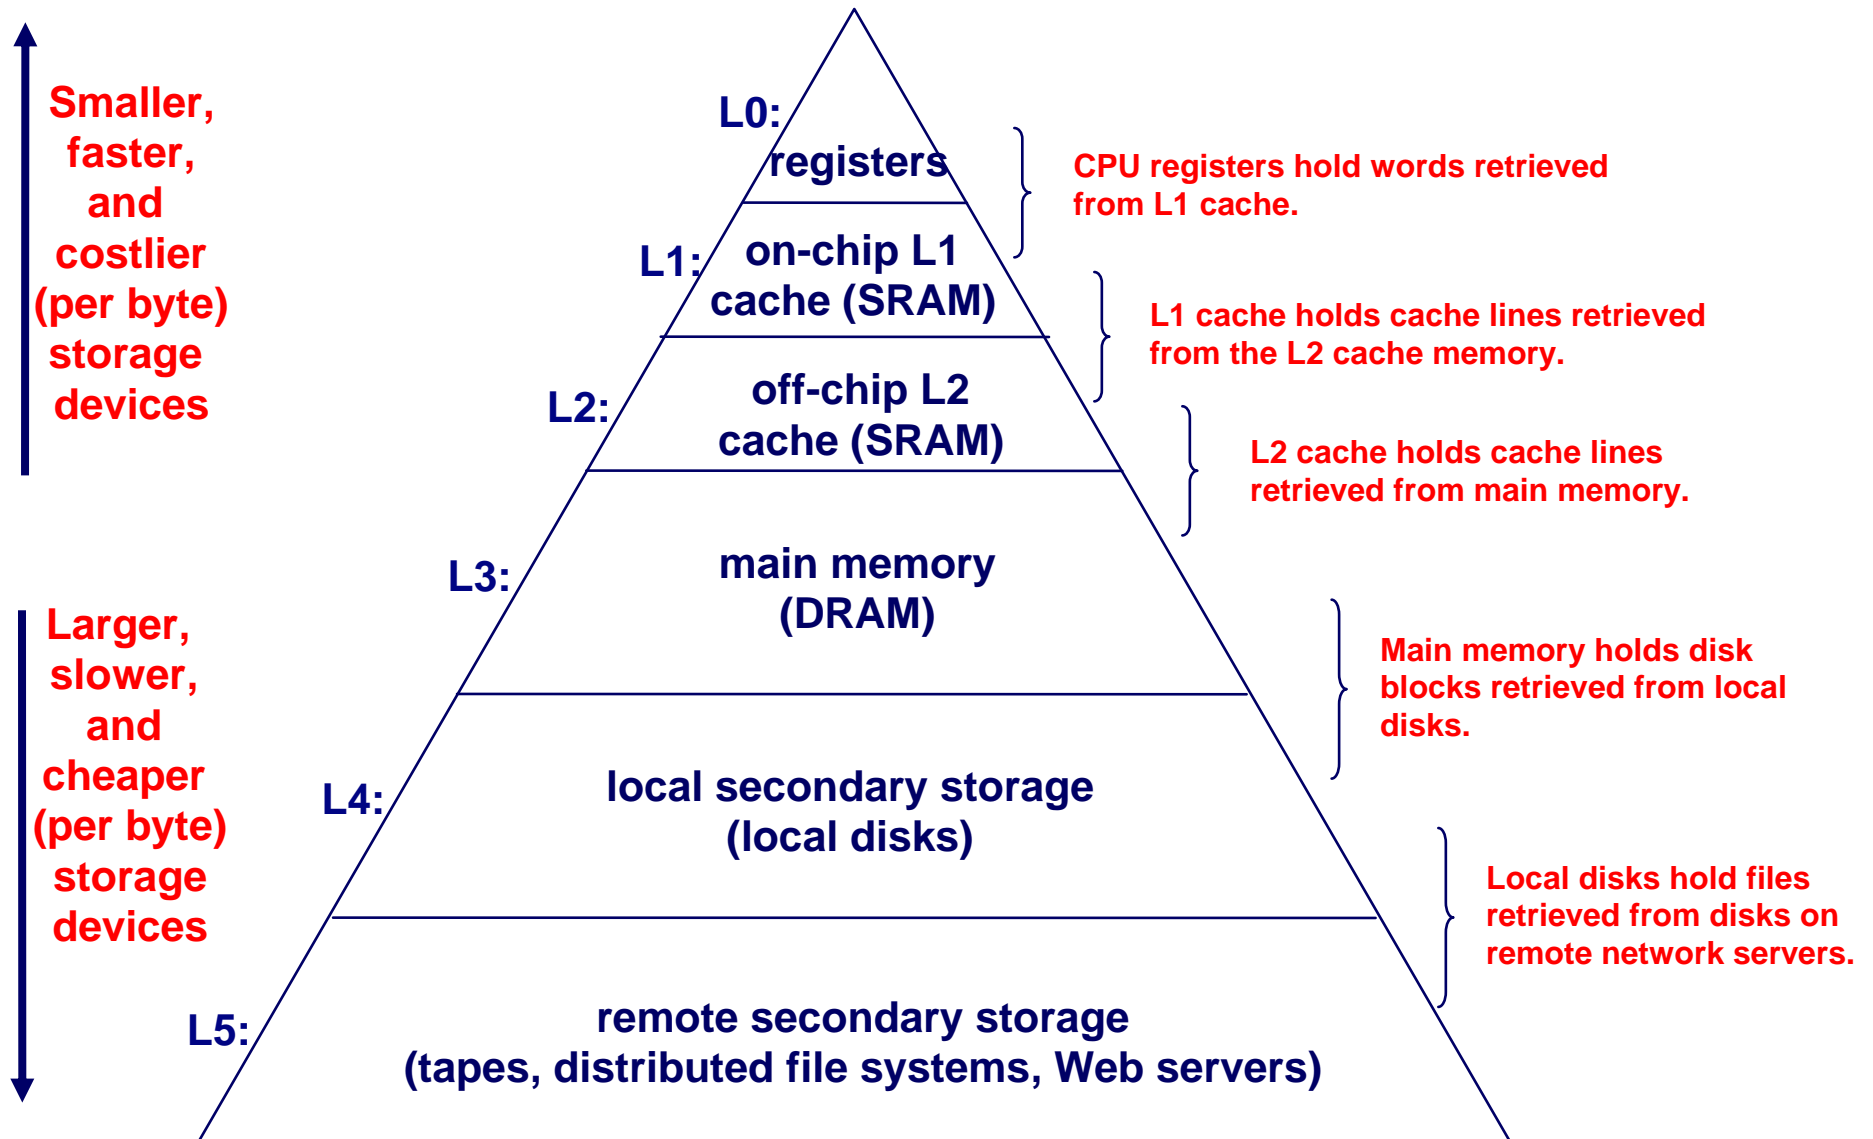 Smaller,
faster,
and
costlier
(per byte)
storage
devices
Larger,
slower,
and
cheaper
(per byte)
storage
devices
L0:
registers
CPU registers hold words retrieved
from L1 cache.
L1:
on-chip L1
cache (SRAM)
L1 cache holds cache lines retrieved
from the L2 cache memory.
L2:
off-chip L2
cache (SRAM)
L2 cache holds cache lines
retrieved from main memory.
L3:
main memory
(DRAM)
Main memory holds disk
blocks retrieved from local
disks.
L4:
local secondary storage
(local disks)
Local disks hold files
retrieved from disks on
remote network servers.
L5:
remote secondary storage
(tapes, distributed file systems, Web servers)